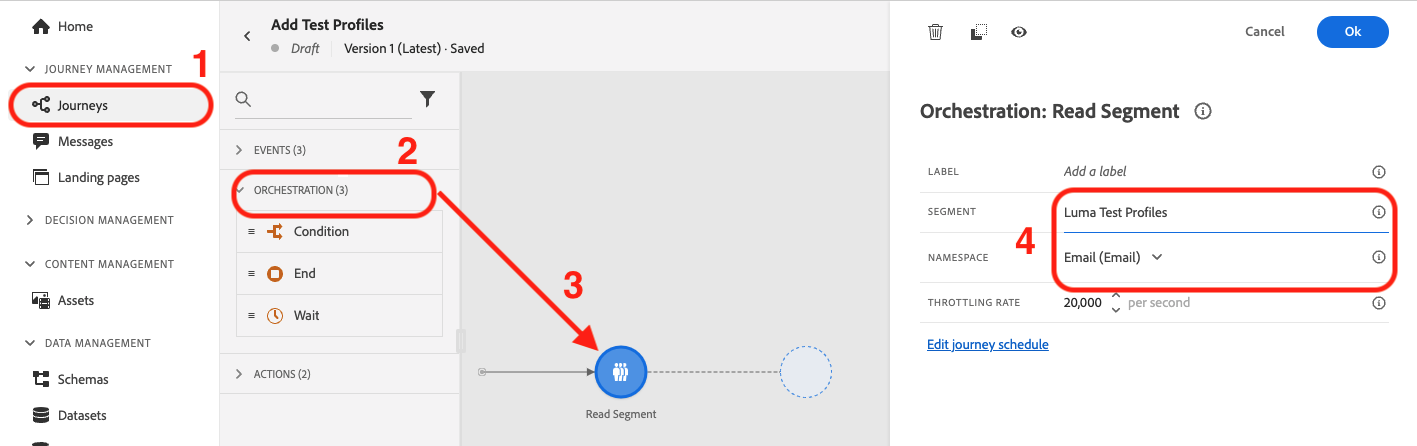 Home
JOURNEY MANAGEMENT
1
Journeys
Messages
Landing pages
DECISION MANAGEMENT
CONTENT MANAGEMENT
Assets
DATA MANAGEMENT
Schemas
Datasets
Add Test Profiles
Draft
Version 1 (Latest) · Saved
EVENTS (3)
2
ORCHESTRATION (3)
Condition
End
Wait
ACTIONS (2)
3
Read Segment
Cancel
Ok
Orchestration: Read Segment
LABEL Add a label
SEGMENT Luma Test Profiles
4
NAMESPACE Email (Email)
THROTTLING RATE 20,000 per second
Edit journey schedule